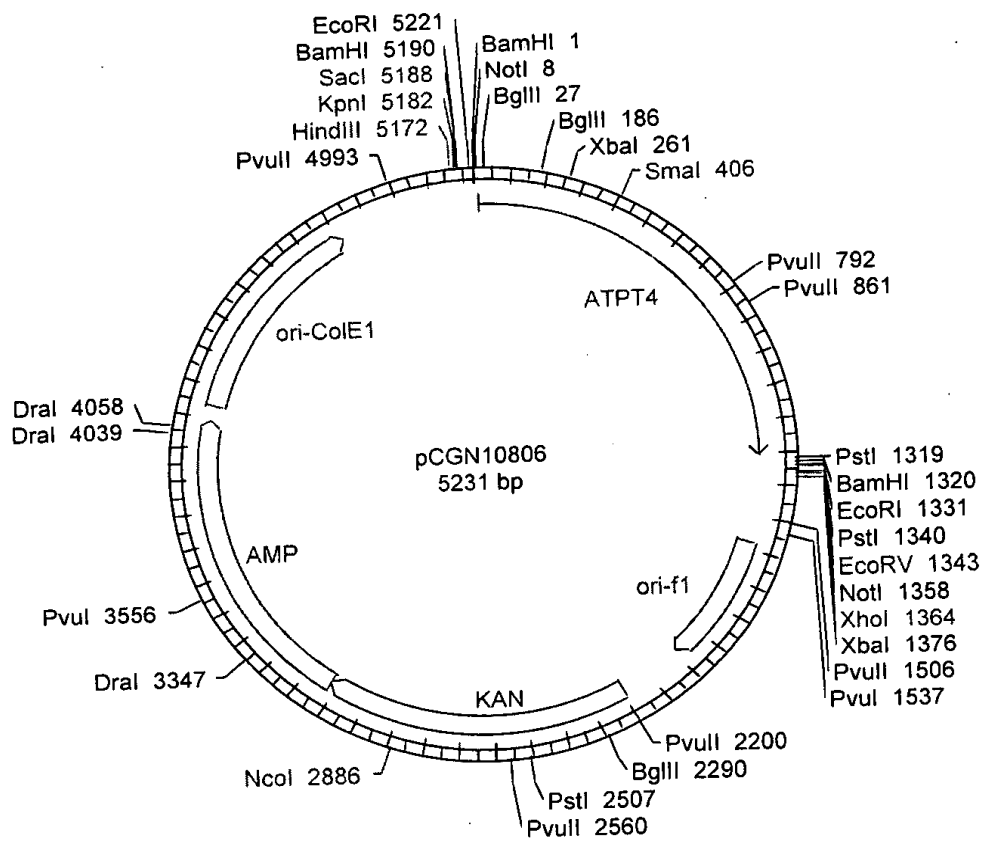 EcoRI 5221
BamHI 5190
SacI 5188
KpnI 5182
HindIII 5172
PvuII 4993
BamHI 1
NotI 8
BglII 27
BglII 186
XbaI 261
SmaI 406
PvuII 792
PvuII 861
ATPT4
ori-ColE1
DraI 4058
DraI 4039
pCGN10806
5231 bp
PstI 1319
BamHI 1320
EcoRI 1331
PstI 1340
EcoRV 1343
NotI 1358
XhoI 1364
XbaI 1376
PvuII 1506
PvuI 1537
AMP
ori-f1
PvuI 3556
DraI 3347
KAN
NcoI 2886
PvuII 2200
BglII 2290
PstI 2507
PvuII 2560